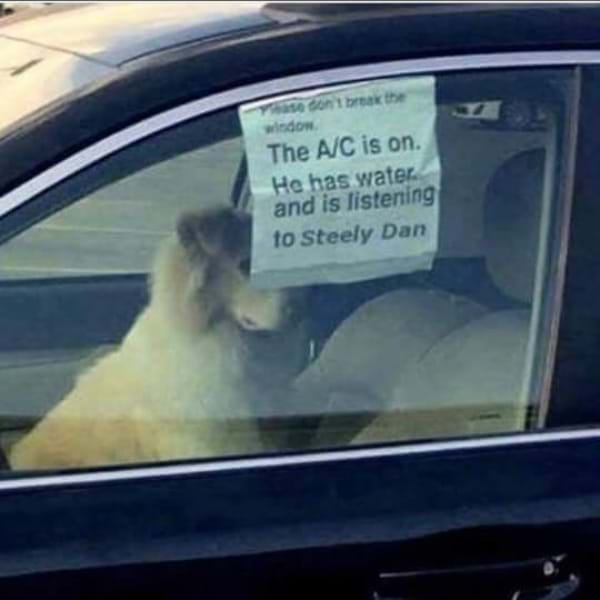 Please don't break the
window.
The A/C is on.
He has water
and is listening
to Steely Dan